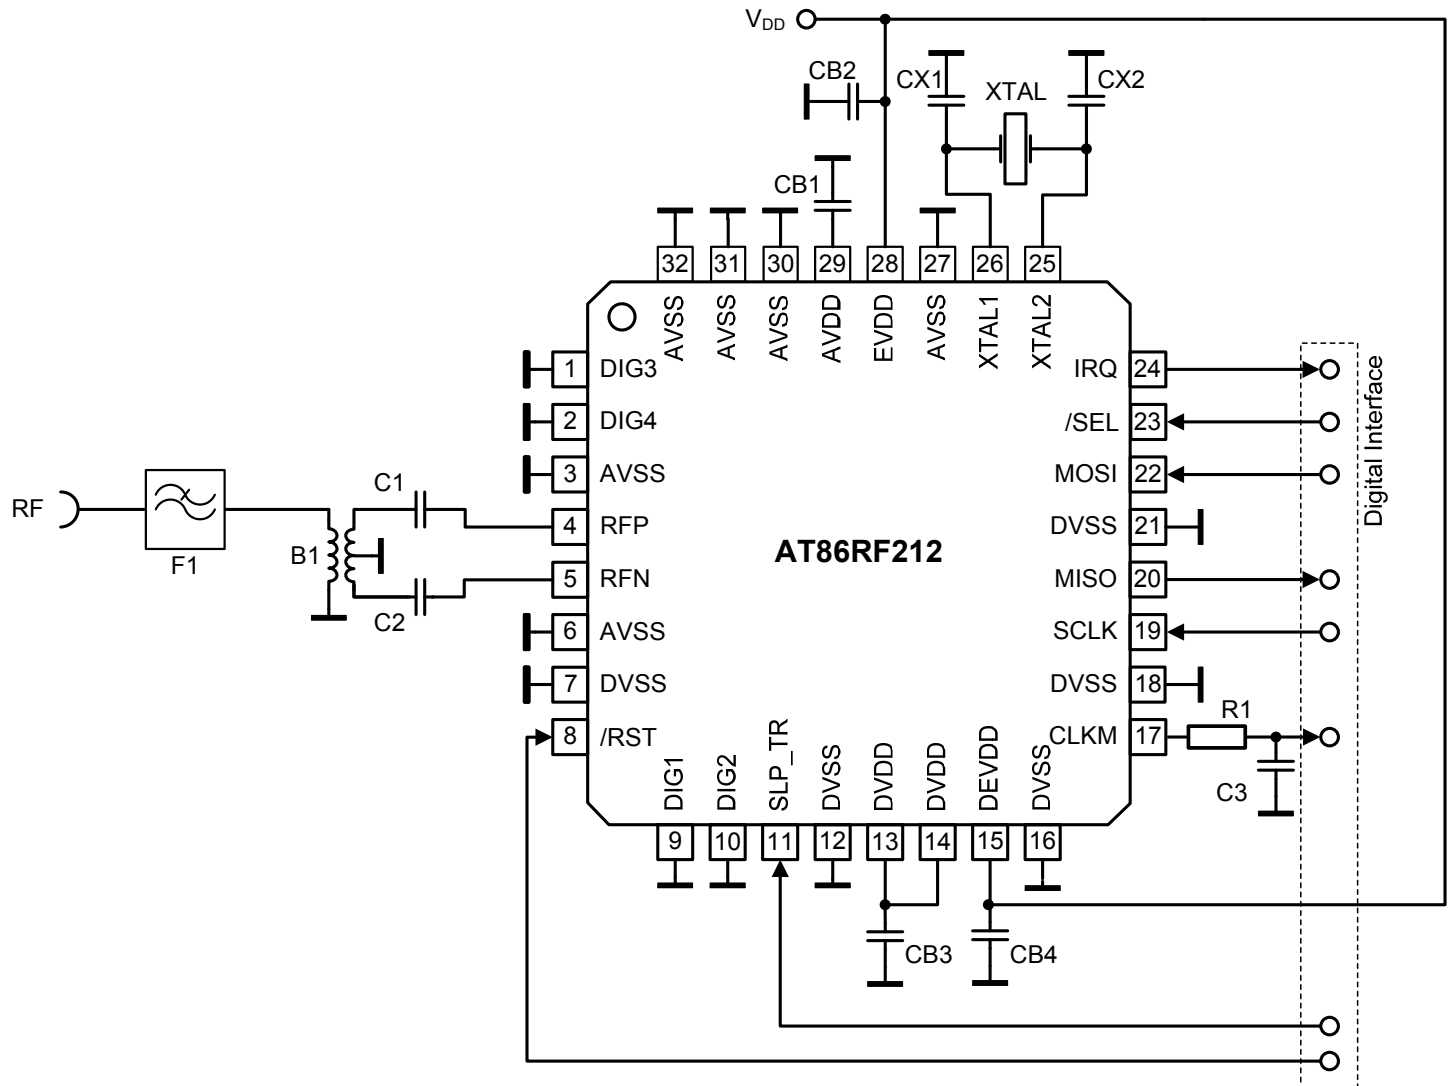 VDD
CB2
CX1
XTAL
CX2
CB1
32 31 30 29 28 27 26 25
AVSS AVSS AVSS AVDD EVDD AVSS XTAL1 XTAL2
1 DIG3
2 DIG4
3 AVSS
4 RFP
5 RFN
6 AVSS
7 DVSS
8 /RST
RF
F1
B1
C1
C2
AT86RF212
IRQ 24
/SEL 23
MOSI 22
DVSS 21
MISO 20
SCLK 19
DVSS 18
CLKM 17
R1
C3
Digital Interface
DIG1 DIG2 SLP_TR DVSS DVDD DVDD DEVDD DVSS
9 10 11 12 13 14 15 16
CB3
CB4